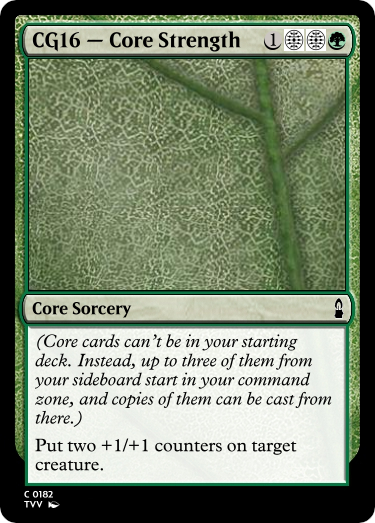 CG16 — Core Strength 1
Core Sorcery
(Core cards can't be in your starting
deck. Instead, up to three of them from
your sideboard start in your command
zone, and copies of them can be cast from
there.)
Put two +1/+1 counters on target
creature.
C 0182
TVV